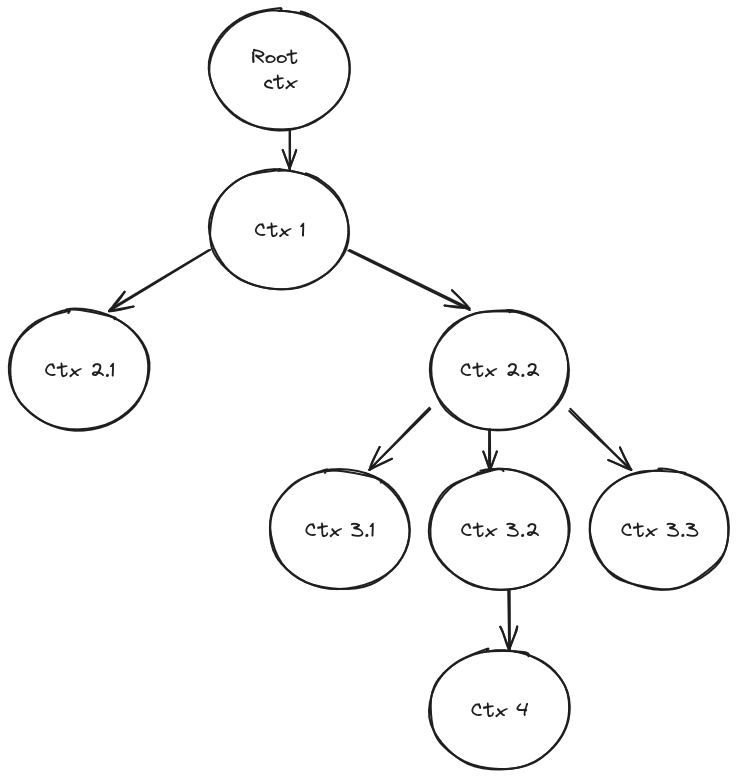 Root
ctx
Ctx 1
Ctx 2.1
Ctx 2.2
Ctx 3.1
Ctx 3.2
Ctx 3.3
Ctx 4